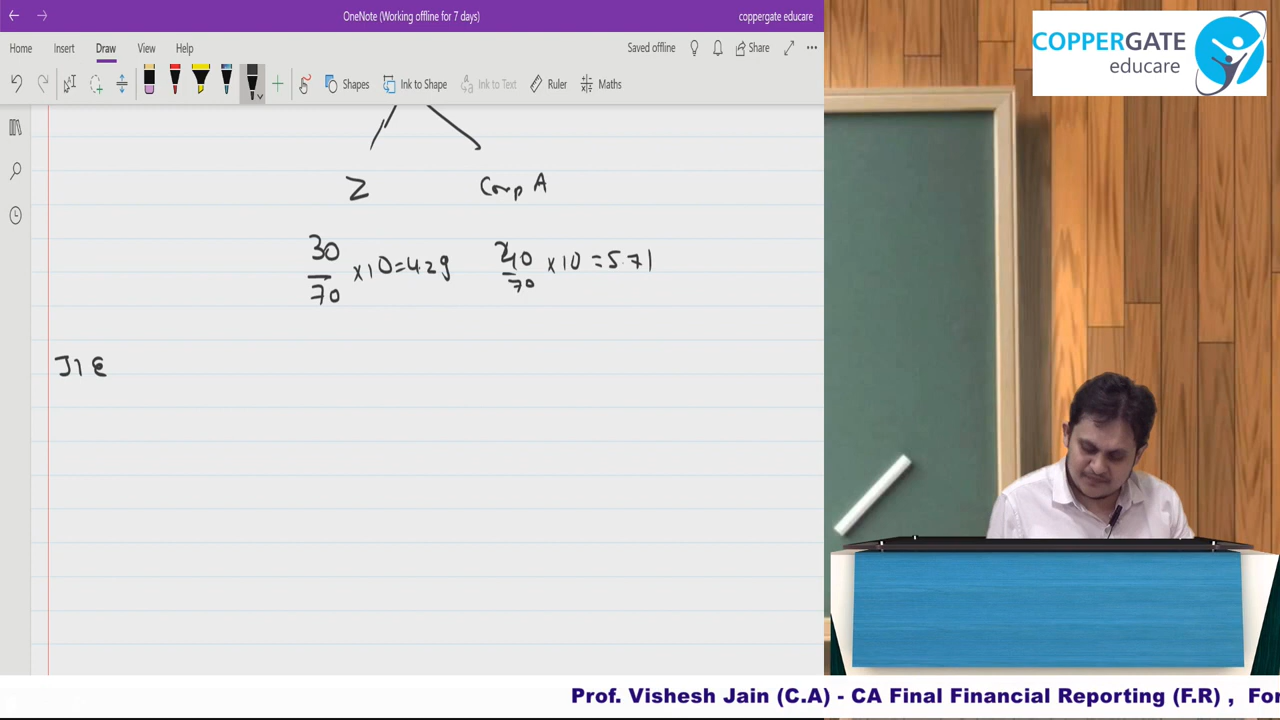 OneNote (Working offline for 7 days)
coppergate educare
Home Insert Draw View Help
Saved offline Share
Shapes Ink to Shape Ink to Text Ruler Maths
COPPERGATE
educare
Z Corp A
30/70 ×10=4.29 40/70 ×10=5.71
J1E
Prof. Vishesh Jain (C.A) - CA Final Financial Reporting (F.R) , For